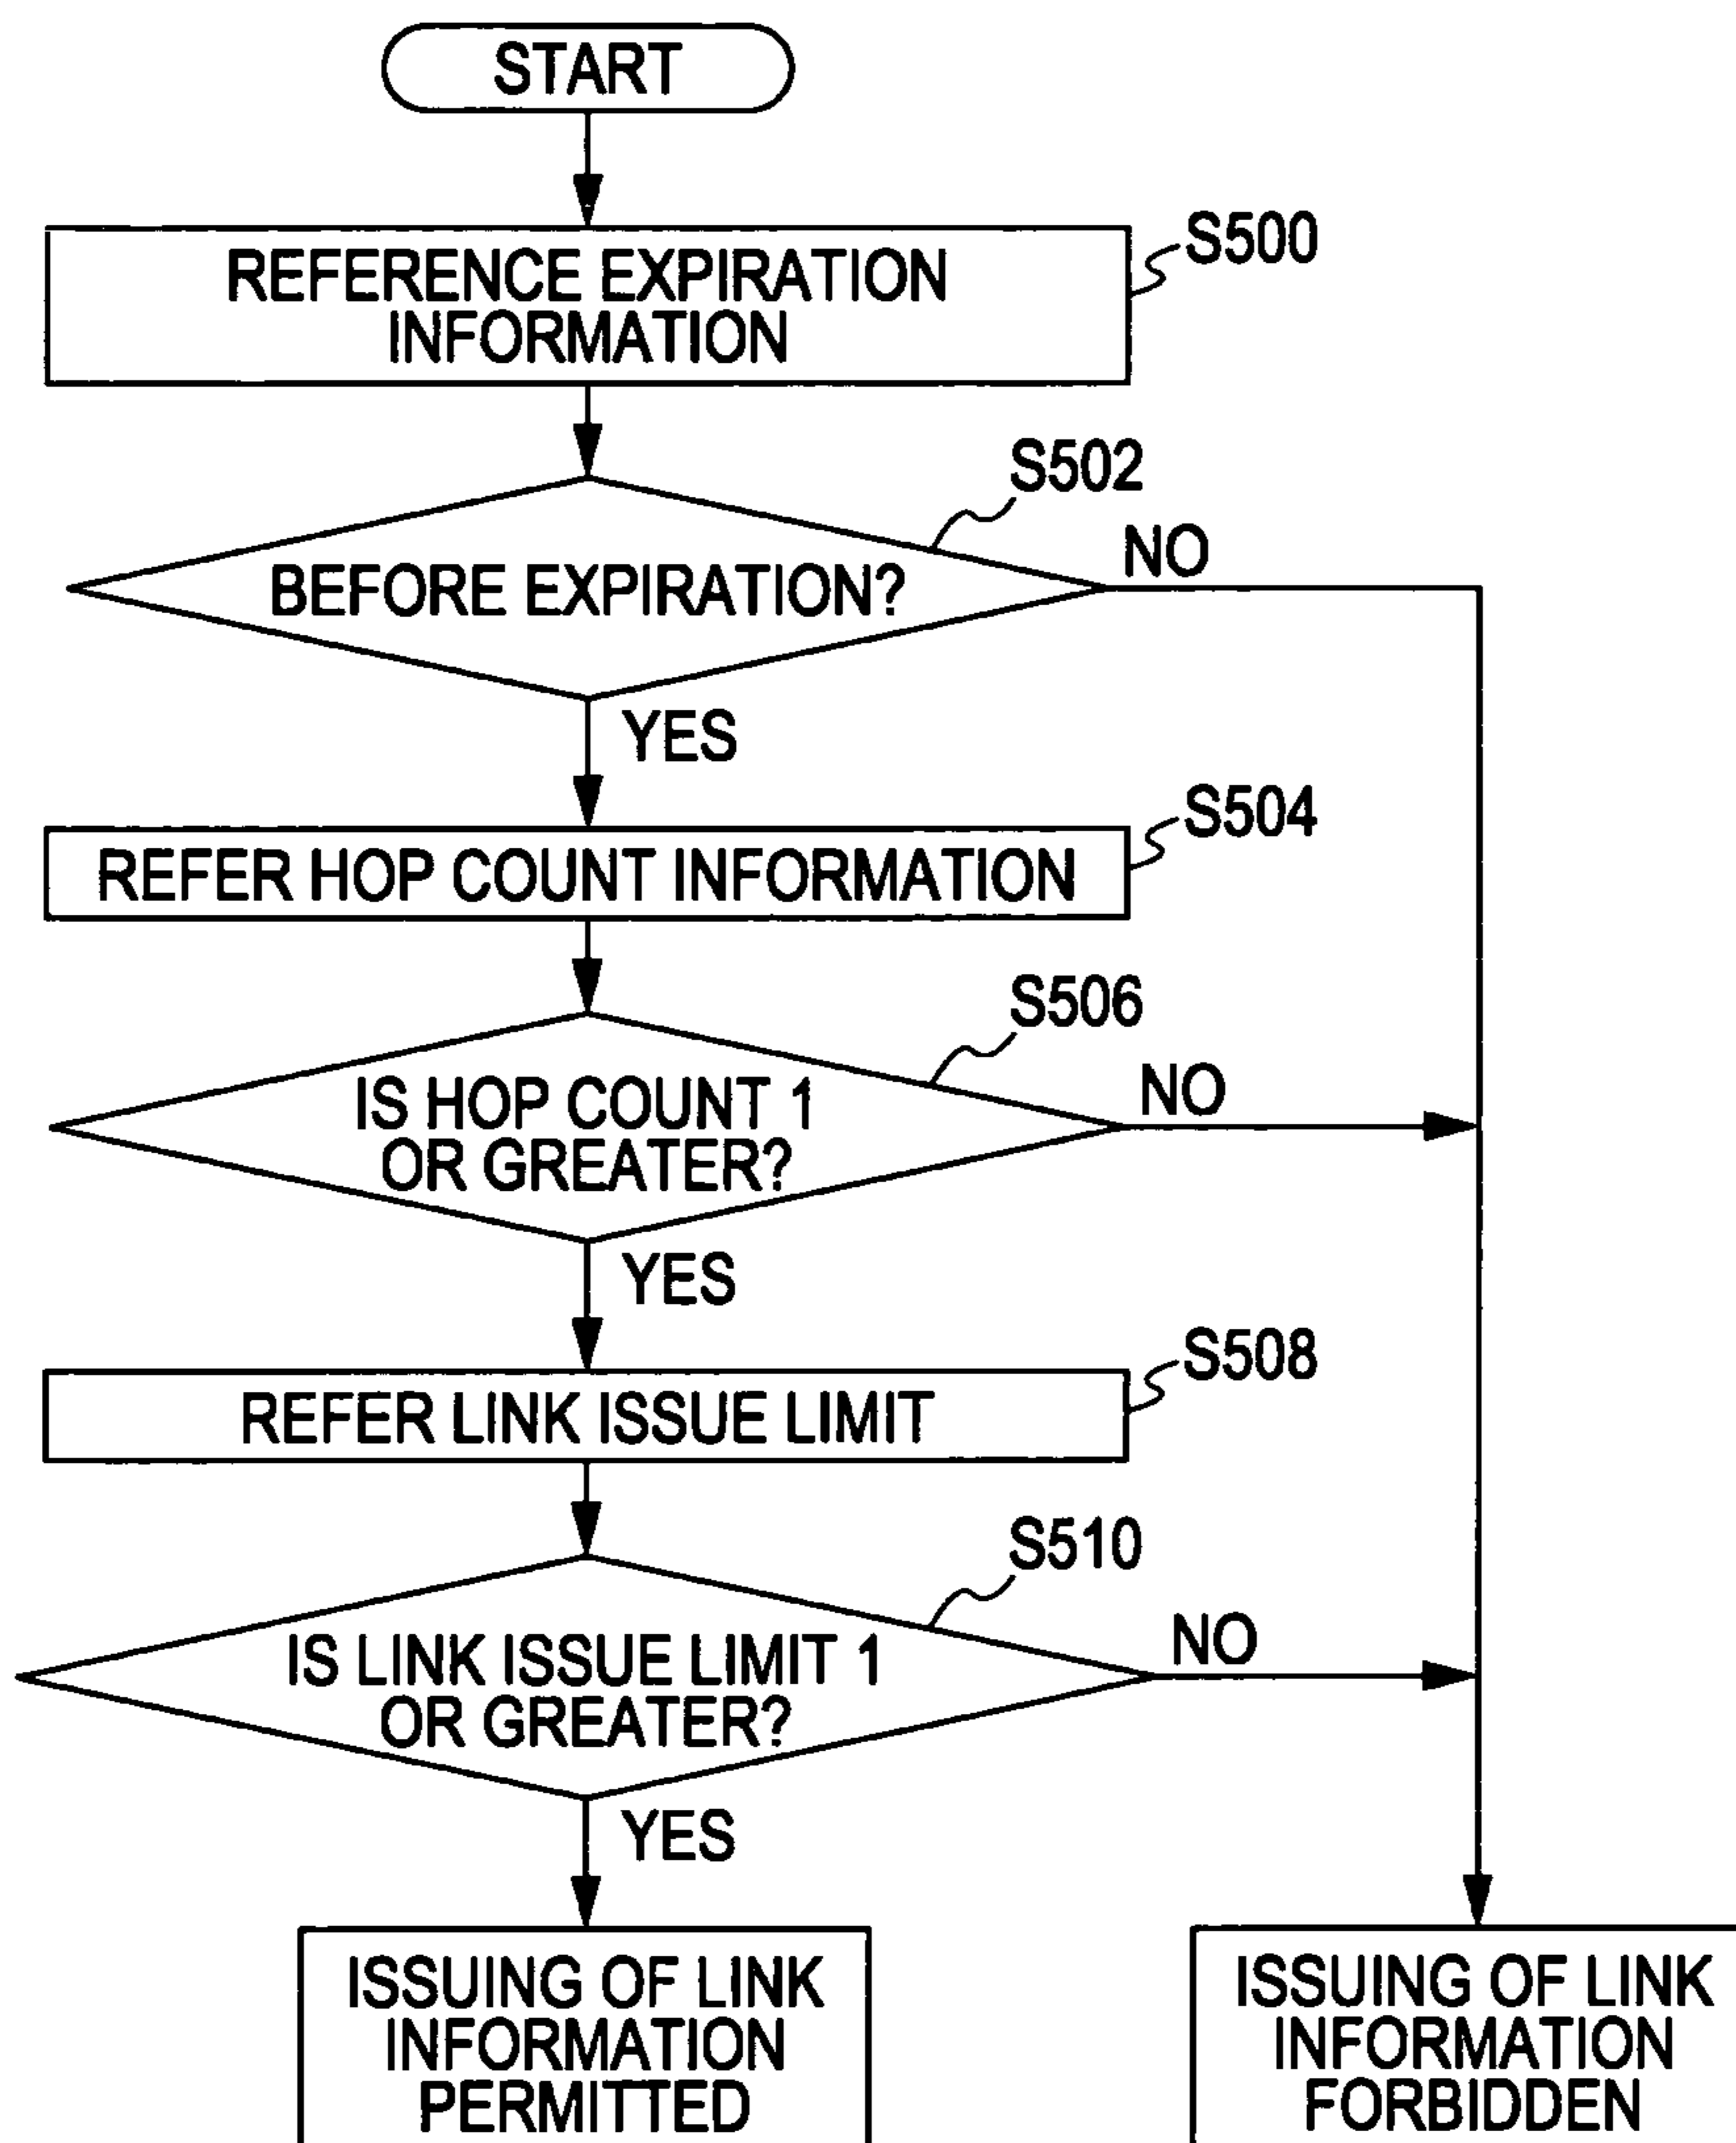 START
REFERENCE EXPIRATION
INFORMATION
S500
BEFORE EXPIRATION?
S502
NO
YES
REFER HOP COUNT INFORMATION
S504
IS HOP COUNT 1
OR GREATER?
S506
NO
YES
REFER LINK ISSUE LIMIT
S508
IS LINK ISSUE LIMIT 1
OR GREATER?
S510
NO
YES
ISSUING OF LINK
INFORMATION
PERMITTED
ISSUING OF LINK
INFORMATION
FORBIDDEN